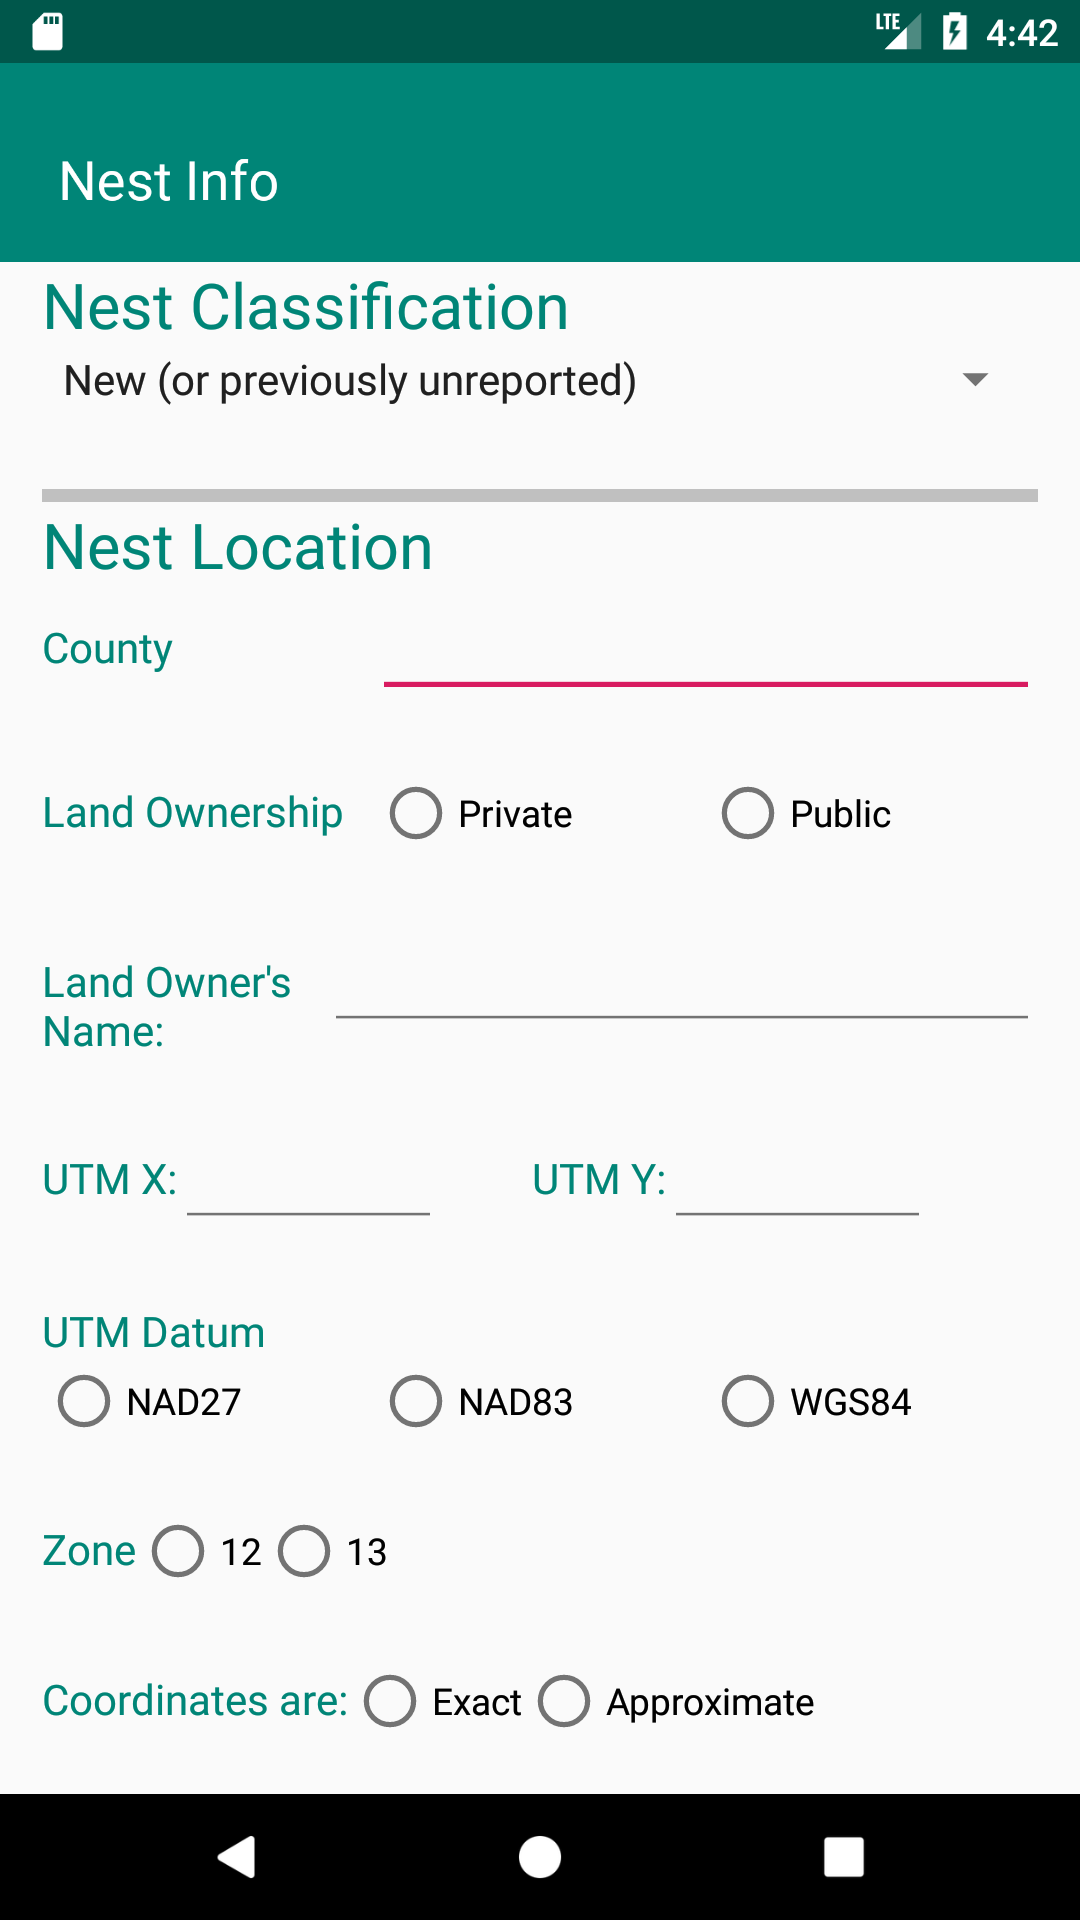 LTE 4:42
Nest Info
Nest Classification
New (or previously unreported)
Nest Location
County
Land Ownership Private Public
Land Owner's
Name:
UTM X: UTM Y:
UTM Datum
NAD27 NAD83 WGS84
Zone 12 13
Coordinates are: Exact Approximate